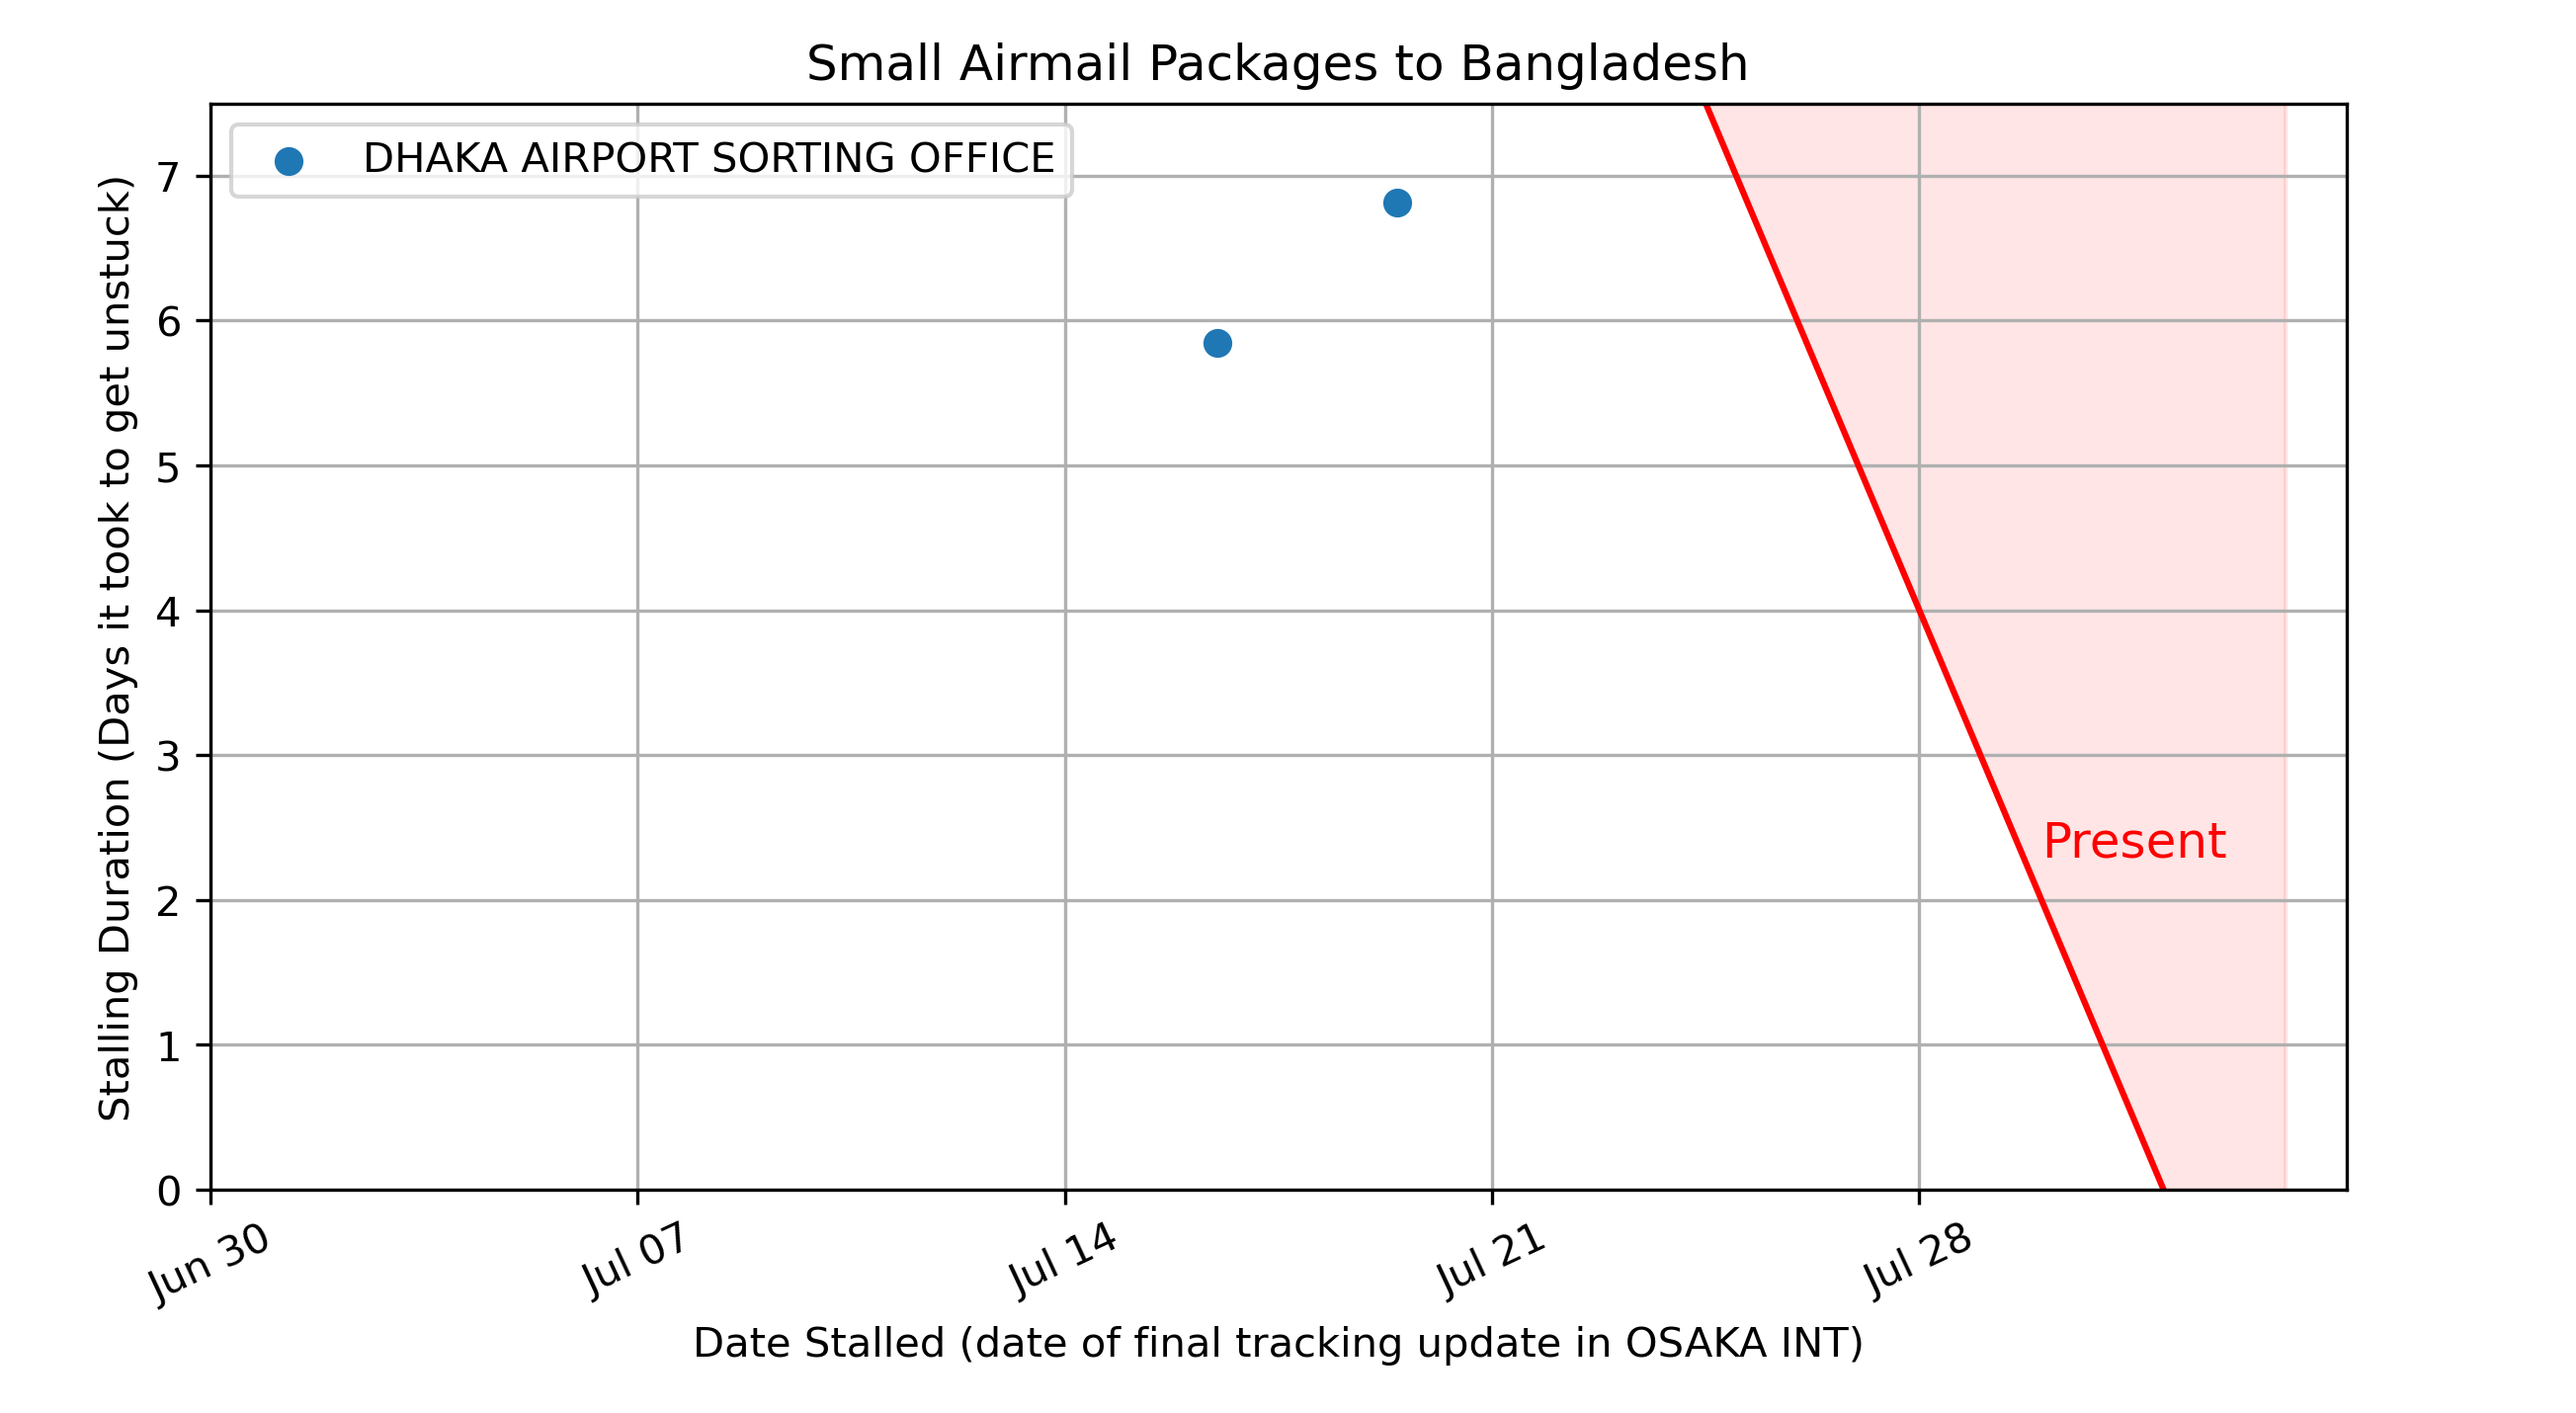 Small Airmail Packages to Bangladesh
DHAKA AIRPORT SORTING OFFICE
Stalling Duration (Days it took to get unstuck)
7
6
5
4
3
2
1
0
Present
Jun 30
Jul 07
Jul 14
Jul 21
Jul 28
Date Stalled (date of final tracking update in OSAKA INT)